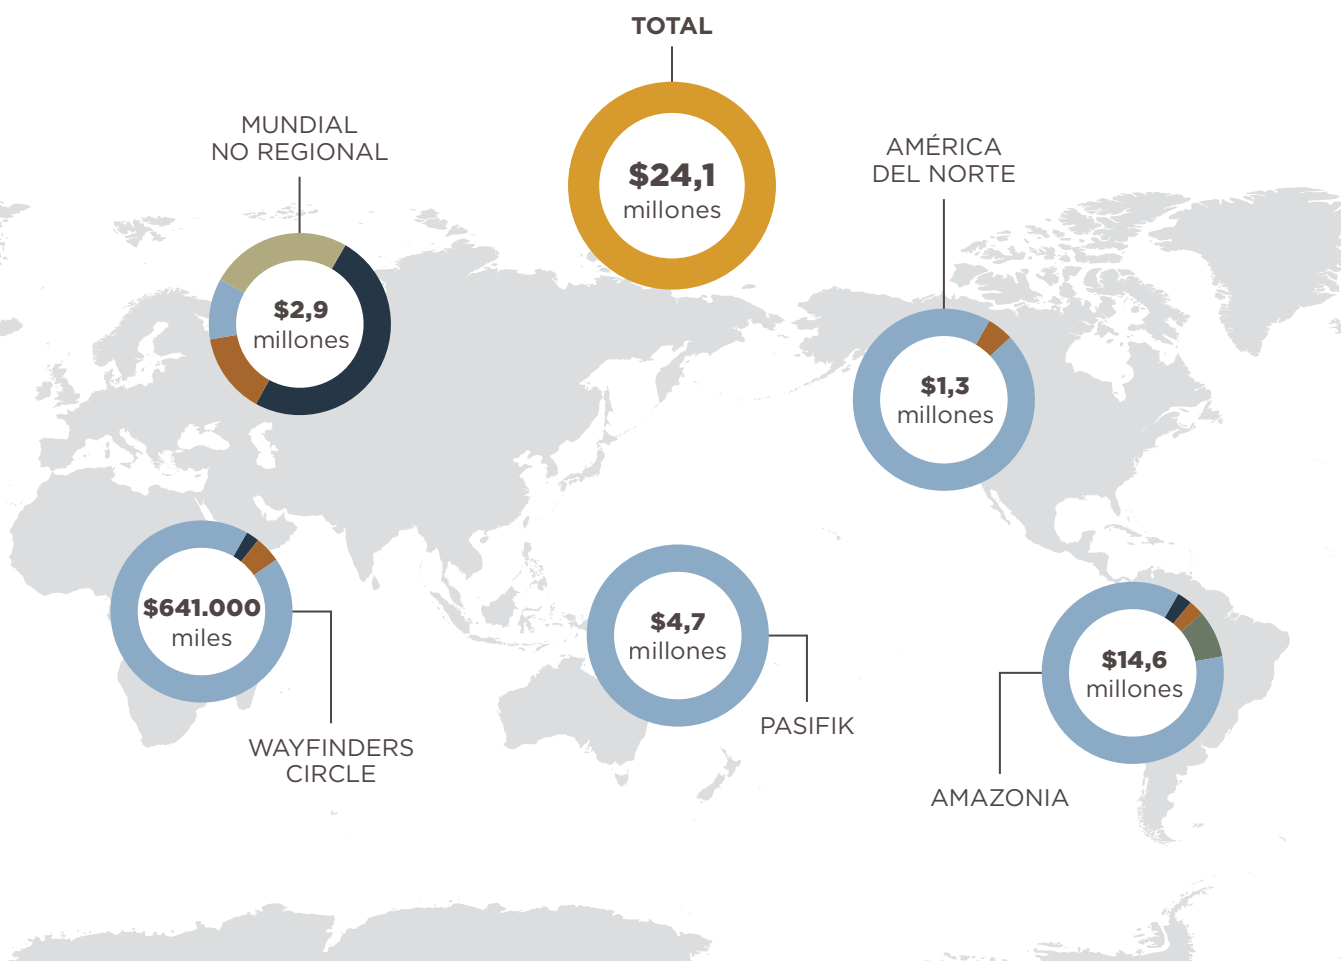 TOTAL
$24,1
millones
MUNDIAL
NO REGIONAL
$2,9
millones
AMÉRICA
DEL NORTE
$1,3
millones
$641.000
miles
WAYFINDERS
CIRCLE
$4,7
millones
PASIFIK
$14,6
millones
AMAZONIA